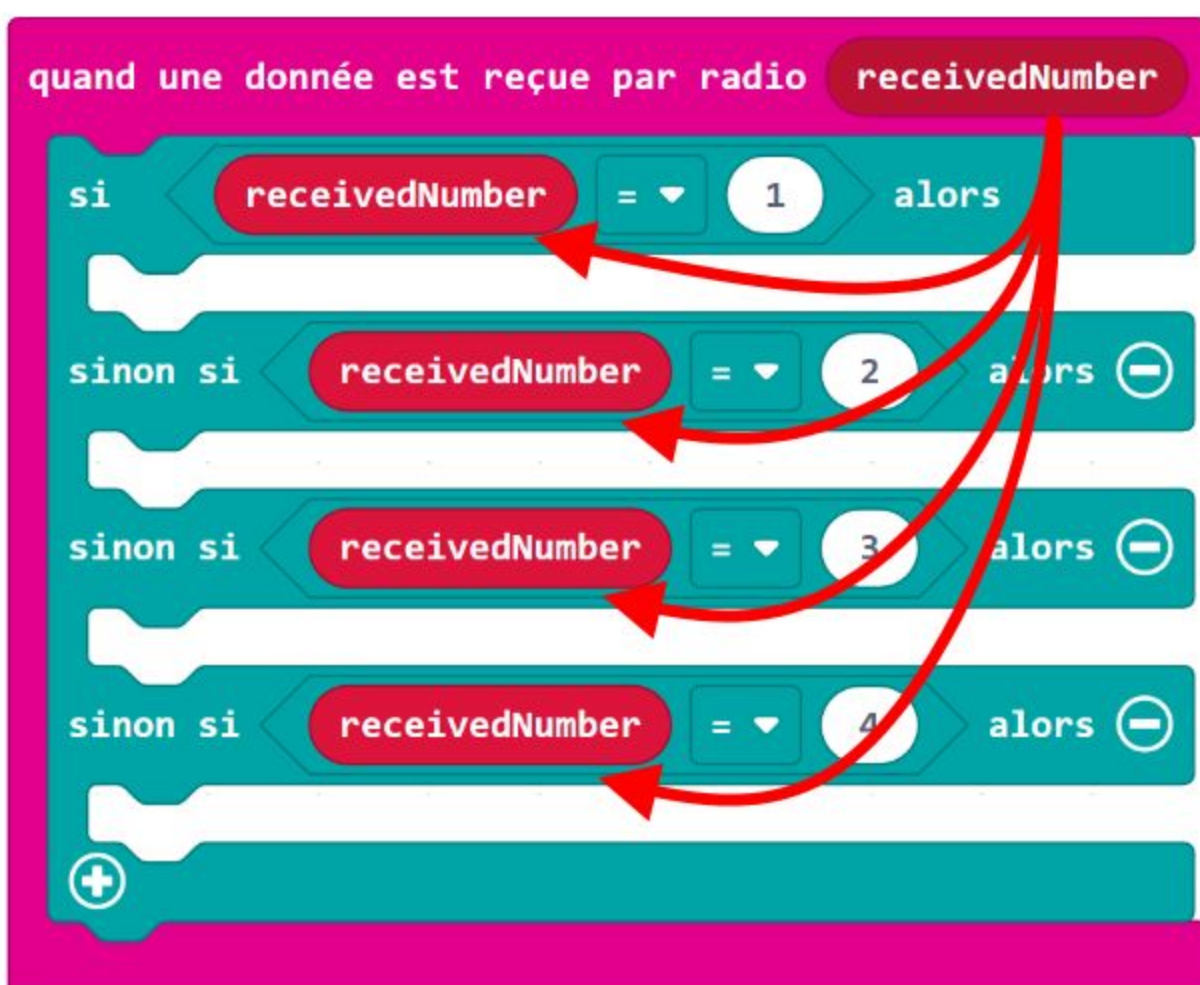 quand une donnée est reçue par radio receivedNumber
si receivedNumber = 1 alors
sinon si receivedNumber = 2 alors
sinon si receivedNumber = 3 alors
sinon si receivedNumber = 4 alors